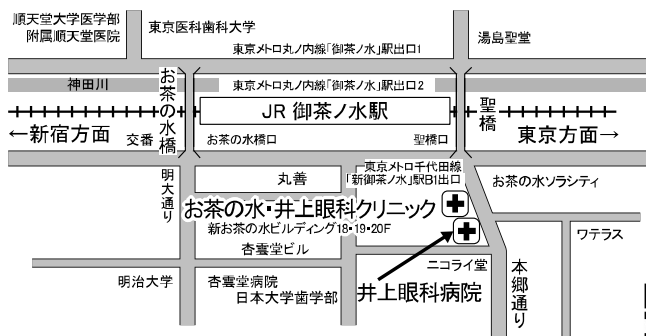 順天堂大学医学部
附属順天堂医院
東京医科歯科大学
東京メトロ丸ノ内線「御茶ノ水」駅出口1
湯島聖堂
神田川
お茶の水橋
東京メトロ丸ノ内線「御茶ノ水」駅出口2
JR 御茶ノ水駅
聖橋
←新宿方面
交番
お茶の水橋口
聖橋口
東京方面→
明大通り
丸善
東京メトロ千代田線
「新御茶ノ水」駅B1出口
お茶の水ソラシティ
お茶の水・井上眼科クリニック
新お茶の水ビルディング18・19・20F
杏雲堂ビル
ワテラス
ニコライ堂
本郷通り
明治大学
杏雲堂病院
日本大学歯学部
井上眼科病院